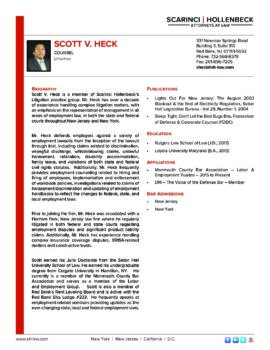 SCARINCI HOLLENBECK
ATTORNEYS AT LAW
SCOTT V. HECK
COUNSEL
Litigation
331 Newman Springs Road
Building 3, Suite 310
Red Bank, NJ 07701-5692
Phone: 732-568-8379
Fax: 201-896-7205
sheck@sh-law.com
BIOGRAPHY
Scott V. Heck is a member of Scarinci Hollenbeck's
Litigation practice group. Mr. Heck has over a decade
of experience handling complex litigation matters, with
an emphasis on the representation of management in all
areas of employment law, in both the state and federal
courts throughout New Jersey and New York.
Mr. Heck defends employers against a variety of
employment lawsuits from the inception of the lawsuit
through trial, including claims related to discrimination,
wrongful discharge, whistleblowing claims, unlawful
harassment, retaliation, disability accommodation,
family leave, and violations of both state and federal
civil rights statutes. Additionally, Mr. Heck frequently
provides employment counseling related to hiring and
firing of employees, implementation and enforcement
of workplace policies, investigations related to claims of
harassment/discrimination and updating of employment
handbooks to reflect the changes to federal, state, and
local employment laws.
Prior to joining the firm, Mr. Heck was associated with a
Florham Park, New Jersey law firm where he regularly
litigated in both federal and state courts regarding
employment disputes and significant product liability
claims. Additionally, Mr. Heck has experience handling
complex insurance coverage disputes, ERISA-related
matters and constructive trusts.
Scott earned his Juris Doctorate from the Seton Hall
University School of Law. He earned his undergraduate
degree from Colgate University in Hamilton, NY. He
currently is a member of the Monmouth County Bar
Association and serves as a member of the Labor
and Employment Group. Scott is also a member of
Red Bank's Rent Leveling Board and is active with the
Red Bank Elks Lodge #233. He frequently speaks at
employment-related seminars providing updates as the
ever changing state, local and federal employment laws.
PUBLICATIONS
Lights Out For New Jersey: The August 2003
Blackout & the End of Electricity Regulation, Seton
Hall Legislative Bureau - Vol. 29, Number 1, 2004
Sleep Tight, Don't Let the Bed Bugs Bite, Federation
of Defense & Corporate Counsel (FDCC)
EDUCATION
Rutgers Law School of Law (J.D., 2017)
Loyola University Maryland (B.A., 2013)
AFFILIATIONS
Monmouth County Bar Association – Labor &
Employment Trustee – 2015 to Present
DRI – The Voice of the Defense Bar – Member
BAR ADMISSIONS
New Jersey
New York
www.sh-law.com
New York | New Jersey | California | D.C.